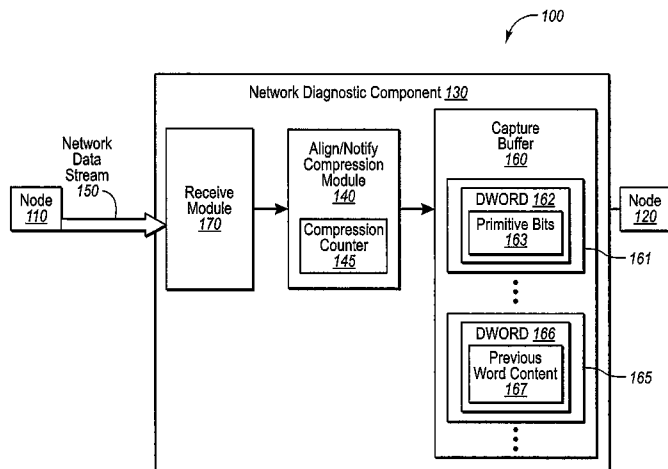 100
Network Diagnostic Component 130
Network
Data
Stream
150
Node
110
Receive
Module
170
Align/Notify
Compression
Module
140
Compression
Counter
145
Capture
Buffer
160
DWORD 162
Primitive Bits
163
161
DWORD 166
Previous
Word Content
167
165
Node
120